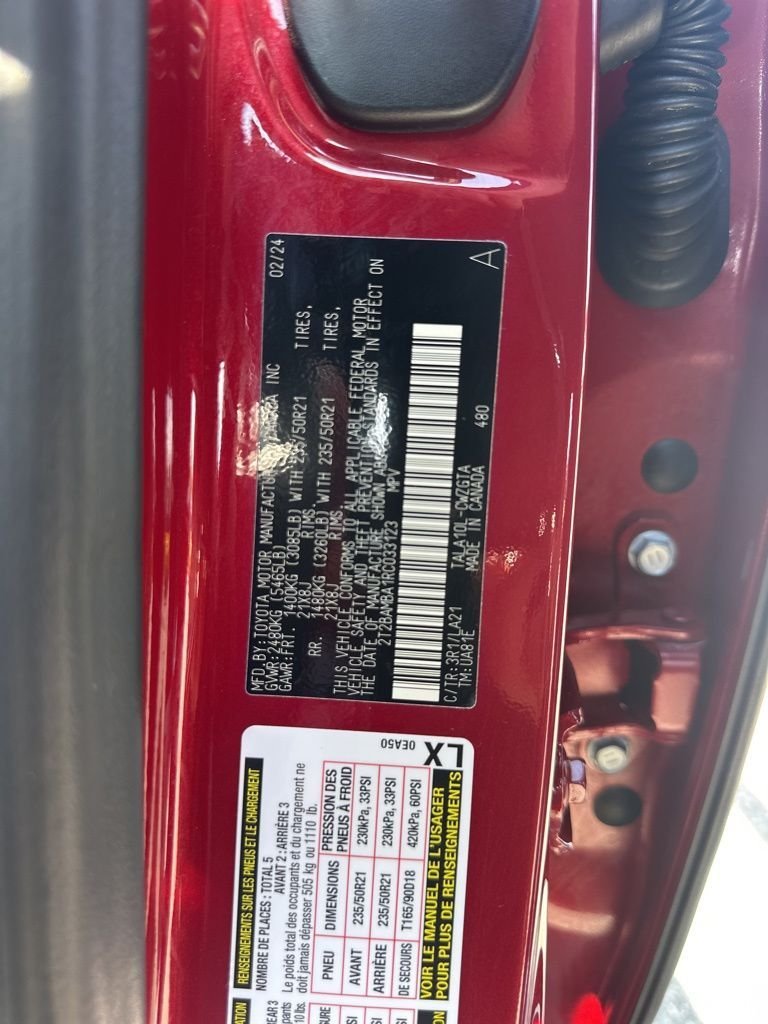 MFD.BY:TOYOTA MOTOR MANUFACTURING CANADA INC 02/24
GVWR:2480KG (5465LB)
GAWR:FRT. 1400KG (3085LB) WITH 235/50R21 TIRES,
21X8J RIMS,
RR. 1480KG (3260LB) WITH 235/50R21 TIRES,
21X8J RIMS,
THIS VEHICLE CONFORMS TO ALL APPLICABLE FEDERAL MOTOR
VEHICLE SAFETY AND THEFT PREVENTION STANDARDS IN EFFECT ON
THE DATE OF MANUFACTURE SHOWN ABOVE.
2T2BAMBA1RC033123 MPV
A
C/TR:3R1/LA21 TALA10L-CWZGTA
TM:UA81E MADE IN CANADA 480
RENSEIGNEMENTS SUR LES PNEUS ET LE CHARGEMENT
NOMBRE DE PLACES : TOTAL 5
AVANT 2 : ARRIÈRE 3
Le poids total des occupants et du chargement ne
doit jamais dépasser 505 kg ou 1110 lb.
PNEU DIMENSIONS PRESSION DES PNEUS À FROID
AVANT 235/50R21 230kPa, 33PSI
ARRIÈRE 235/50R21 230kPa, 33PSI
DE SECOURS T165/90D18 420kPa, 60PSI
VOIR LE MANUEL DE L'USAGER
POUR PLUS DE RENSEIGNEMENTS
LX
0EA50
REAR 3